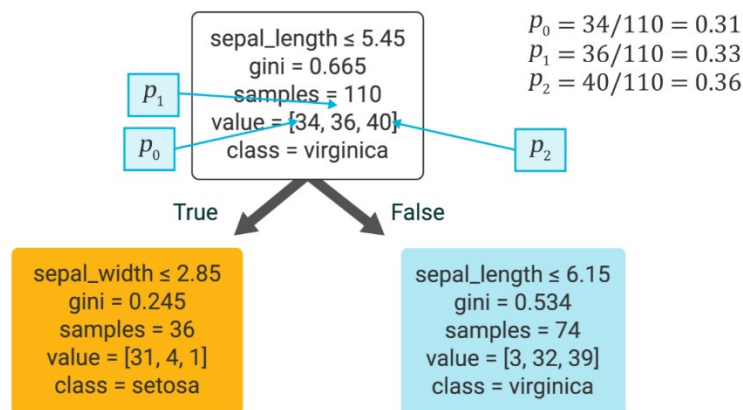 sepal_length ≤ 5.45
gini = 0.665
samples = 110
value = [34, 36, 40]
class = virginica
p₁
p₀
p₂
p₀ = 34/110 = 0.31
p₁ = 36/110 = 0.33
p₂ = 40/110 = 0.36
True
False
sepal_width ≤ 2.85
gini = 0.245
samples = 36
value = [31, 4, 1]
class = setosa
sepal_length ≤ 6.15
gini = 0.534
samples = 74
value = [3, 32, 39]
class = virginica